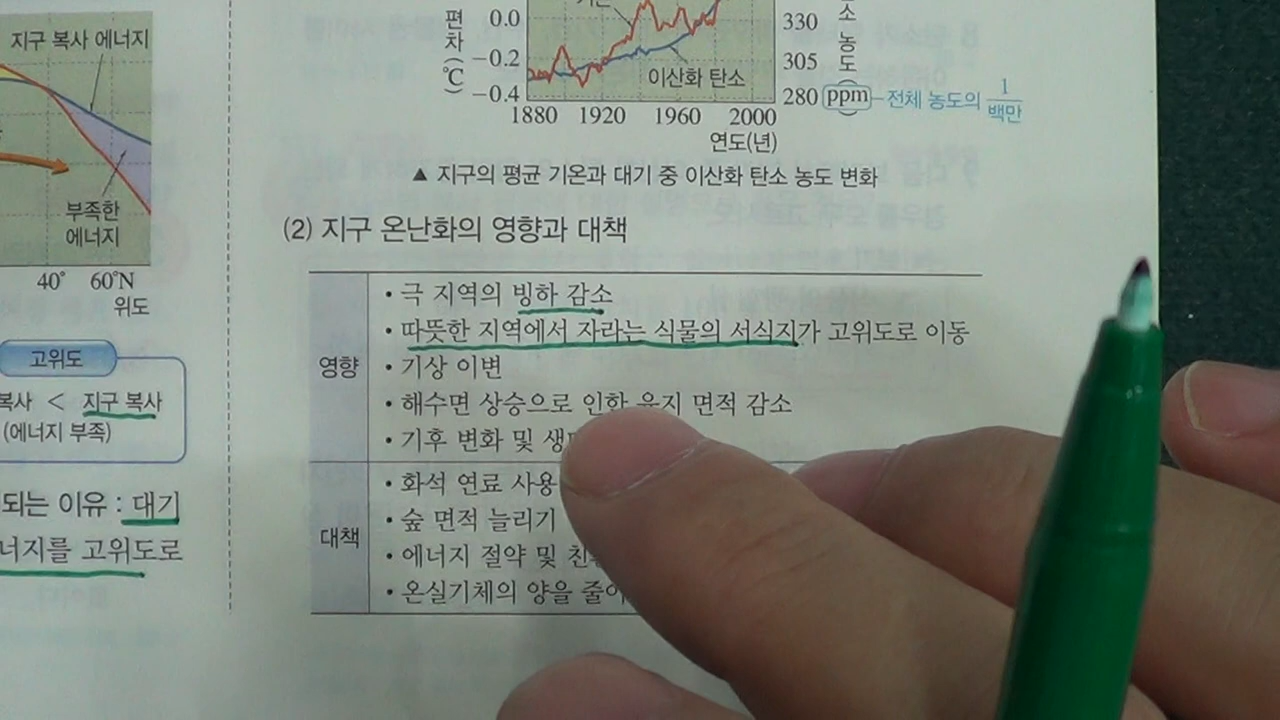 지구 복사 에너지
부족한
에너지
40° 60°N
위도
고위도
복사 < 지구 복사
(에너지 부족)
되는 이유 : 대기
너지를 고위도로
편차(℃)
0.0
-0.2
-0.4
이산화 탄소
330
305
280 ppm 전체 농도의 1/백만
소 농도
1880 1920 1960 2000
연도(년)
▲ 지구의 평균 기온과 대기 중 이산화 탄소 농도 변화
(2) 지구 온난화의 영향과 대책
영향
• 극 지역의 빙하 감소
• 따뜻한 지역에서 자라는 식물의 서식지가 고위도로 이동
• 기상 이변
• 해수면 상승으로 인한 육지 면적 감소
• 기후 변화 및
대책
• 화석 연료 사용
• 숲 면적 늘리기
• 에너지 절약 및
• 온실기체의 양을